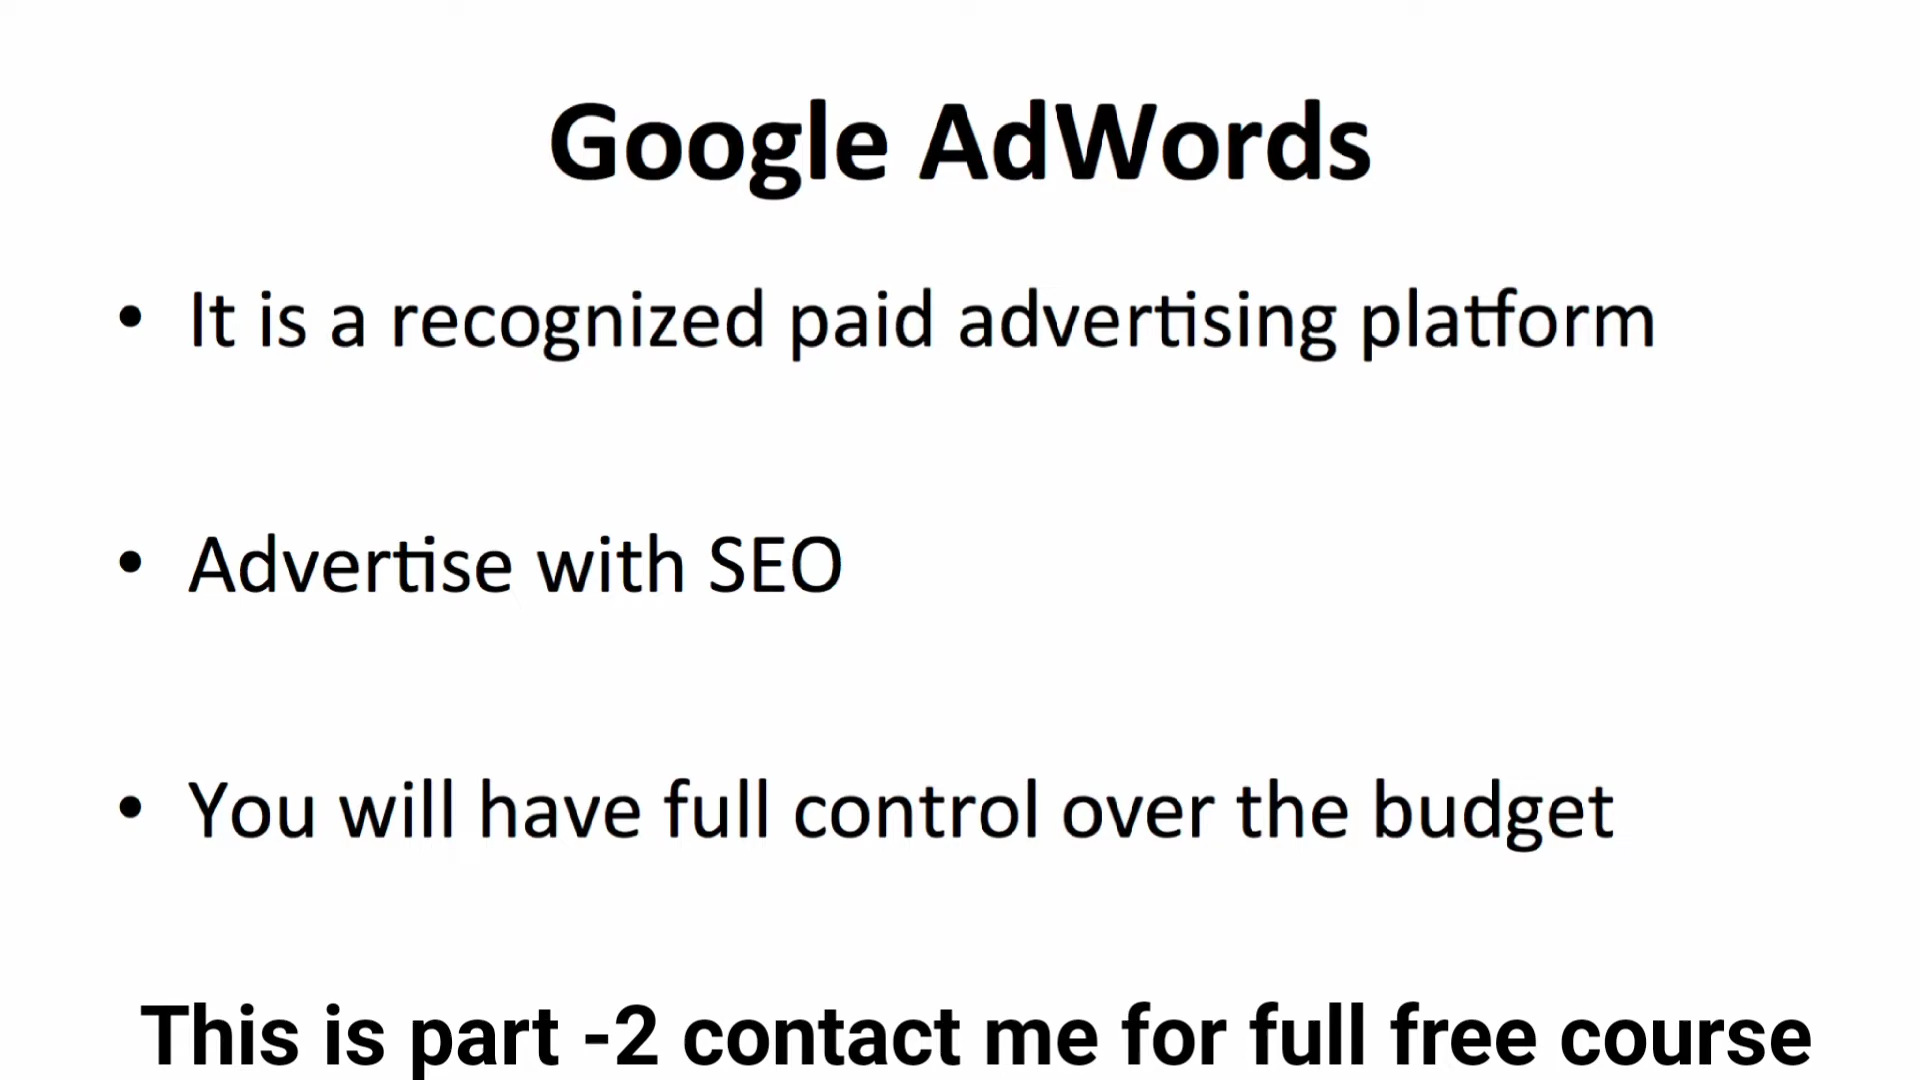 Google AdWords
• It is a recognized paid advertising platform
• Advertise with SEO
• You will have full control over the budget
This is part -2 contact me for full free course